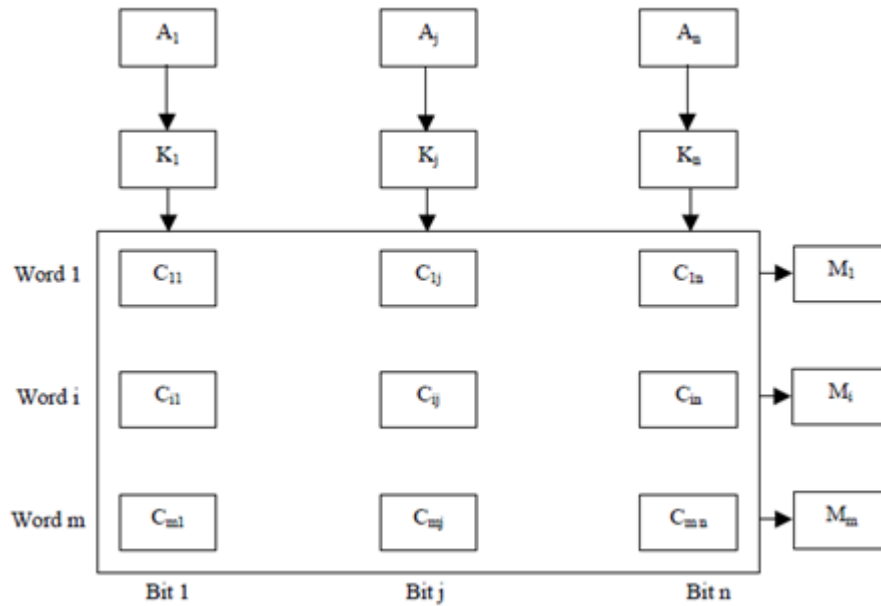 A₁ Aⱼ Aₙ
K₁ Kⱼ Kₙ
Word 1 C₁₁ C₁ⱼ C₁ₙ M₁
Word i Cᵢ₁ Cᵢⱼ Cᵢₙ Mᵢ
Word m Cₘ₁ Cₘⱼ Cₘₙ Mₘ
Bit 1 Bit j Bit n